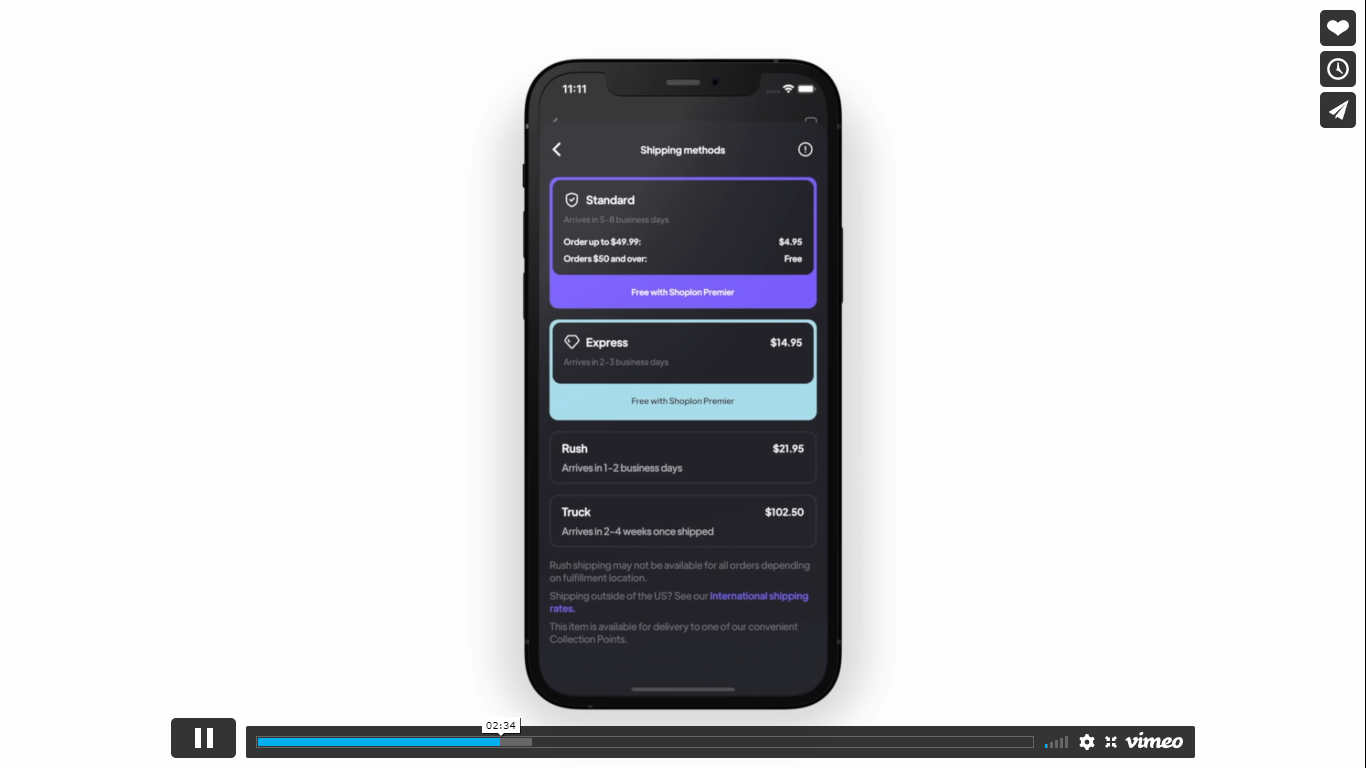 11:11
Shipping methods
Standard
Arrives in 5-8 business days
Order up to $49.99: $4.95
Orders $50 and over: Free
Free with Shoplon Premier
Express $14.95
Arrives in 2-3 business days
Free with Shoplon Premier
Rush $21.95
Arrives in 1-2 business days
Truck $102.50
Arrives in 2-4 weeks once shipped
Rush shipping may not be available for all orders depending
on fulfillment location.
Shipping outside of the US? See our International shipping
rates.
This item is available for delivery to one of our convenient
Collection Points.
02:34
vimeo